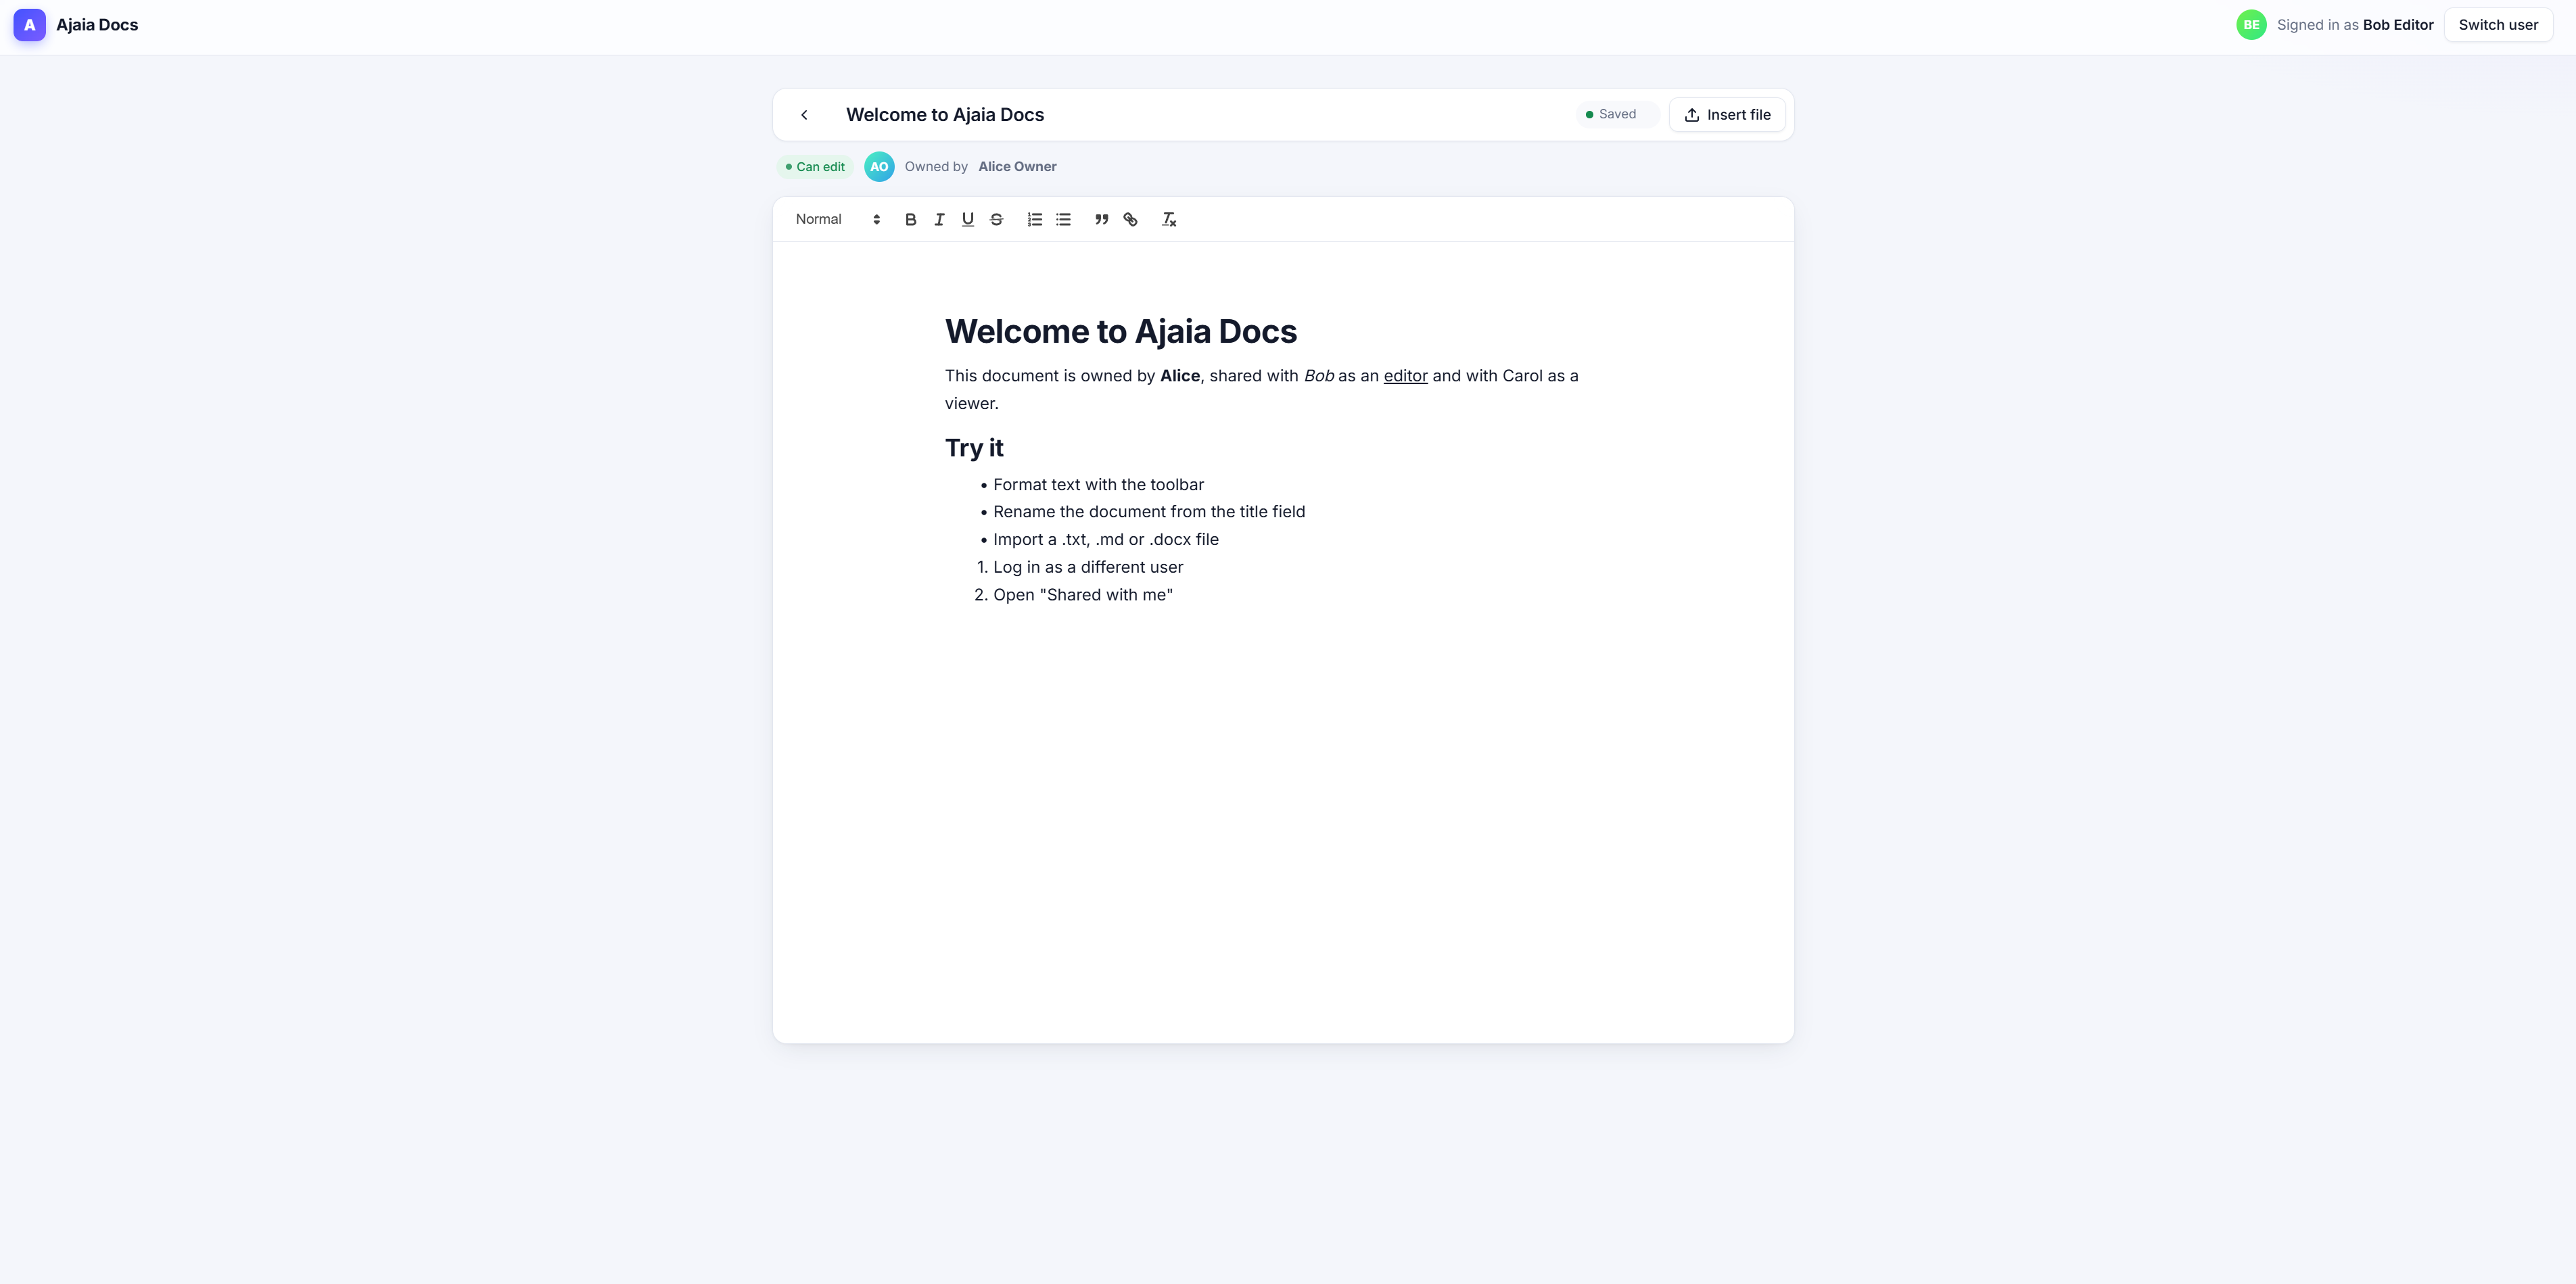 A Ajaia Docs
BE Signed in as Bob Editor Switch user
Welcome to Ajaia Docs
Saved
Insert file
Can edit AO Owned by Alice Owner
Normal
Welcome to Ajaia Docs
This document is owned by Alice, shared with Bob as an editor and with Carol as a
viewer.
Try it
• Format text with the toolbar
• Rename the document from the title field
• Import a .txt, .md or .docx file
1. Log in as a different user
2. Open "Shared with me"